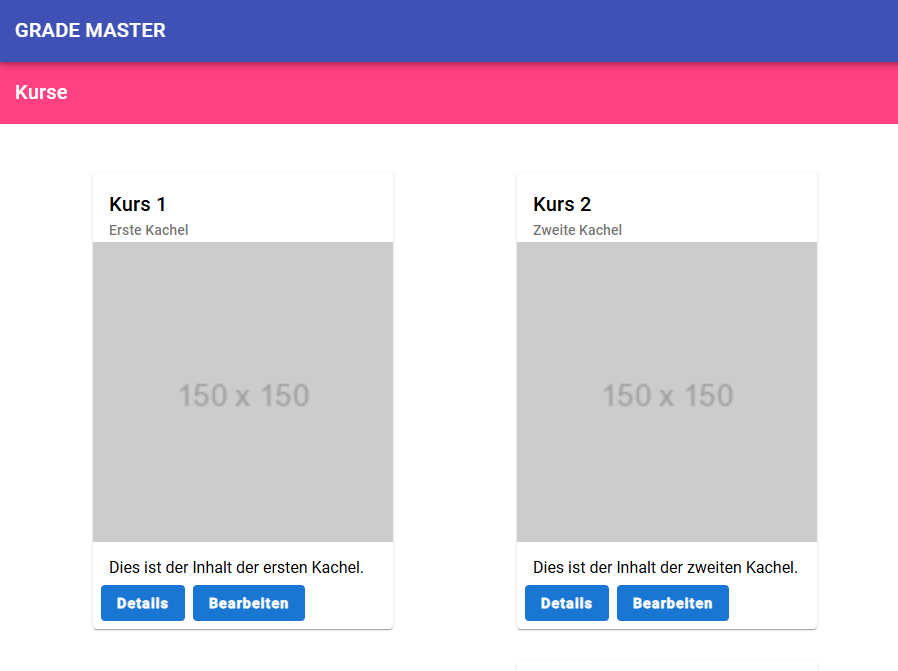 GRADE MASTER
Kurse
Kurs 1
Erste Kachel
150 x 150
Dies ist der Inhalt der ersten Kachel.
Details
Bearbeiten
Kurs 2
Zweite Kachel
150 x 150
Dies ist der Inhalt der zweiten Kachel.
Details
Bearbeiten